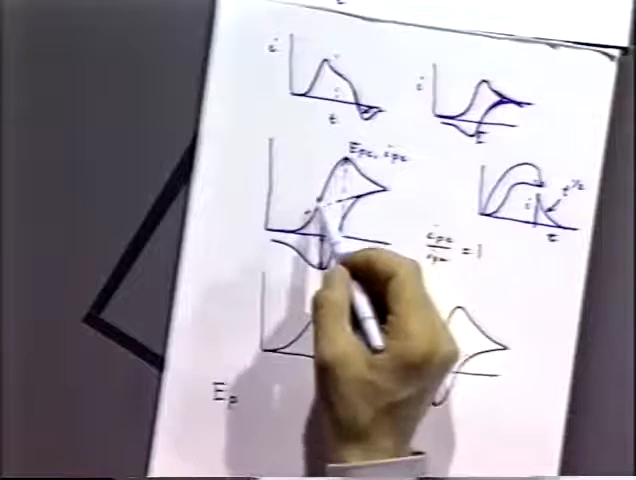 i
i
t
i
t
Epc, ipc
i
t^1/2
t
ipc/ipa = 1
Ep